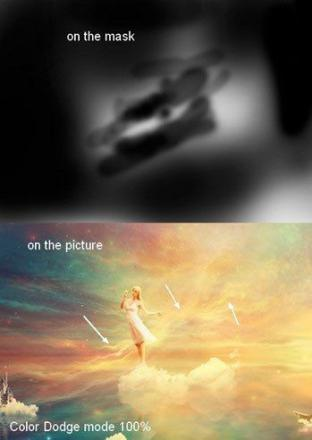 on the mask
on the picture
Color Dodge mode 100%